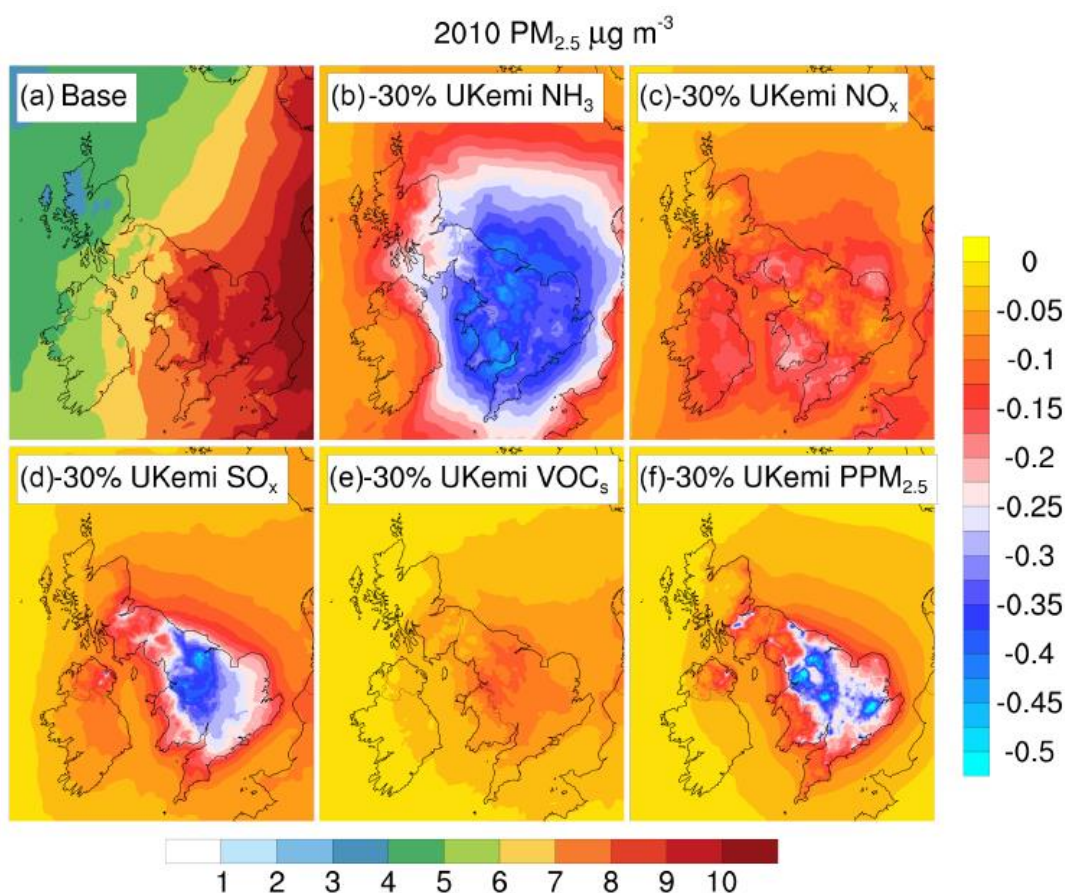 2010 PM₂.₅ μg m⁻³
(a) Base
(b)-30% UKemi NH₃
(c)-30% UKemi NOₓ
(d)-30% UKemi SOₓ
(e)-30% UKemi VOCₛ
(f)-30% UKemi PPM₂.₅
0
-0.05
-0.1
-0.15
-0.2
-0.25
-0.3
-0.35
-0.4
-0.45
-0.5
1 2 3 4 5 6 7 8 9 10